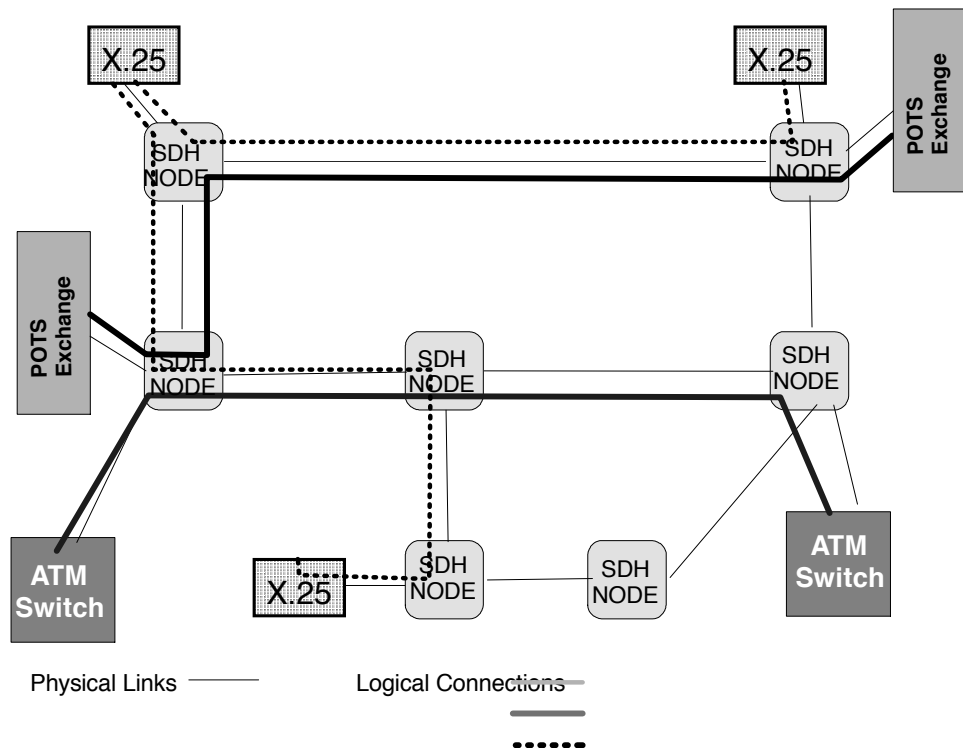 X.25
X.25
POTS
Exchange
SDH
NODE
SDH
NODE
POTS
Exchange
SDH
NODE
SDH
NODE
SDH
NODE
ATM
Switch
X.25
SDH
NODE
SDH
NODE
ATM
Switch
Physical Links
Logical Connections